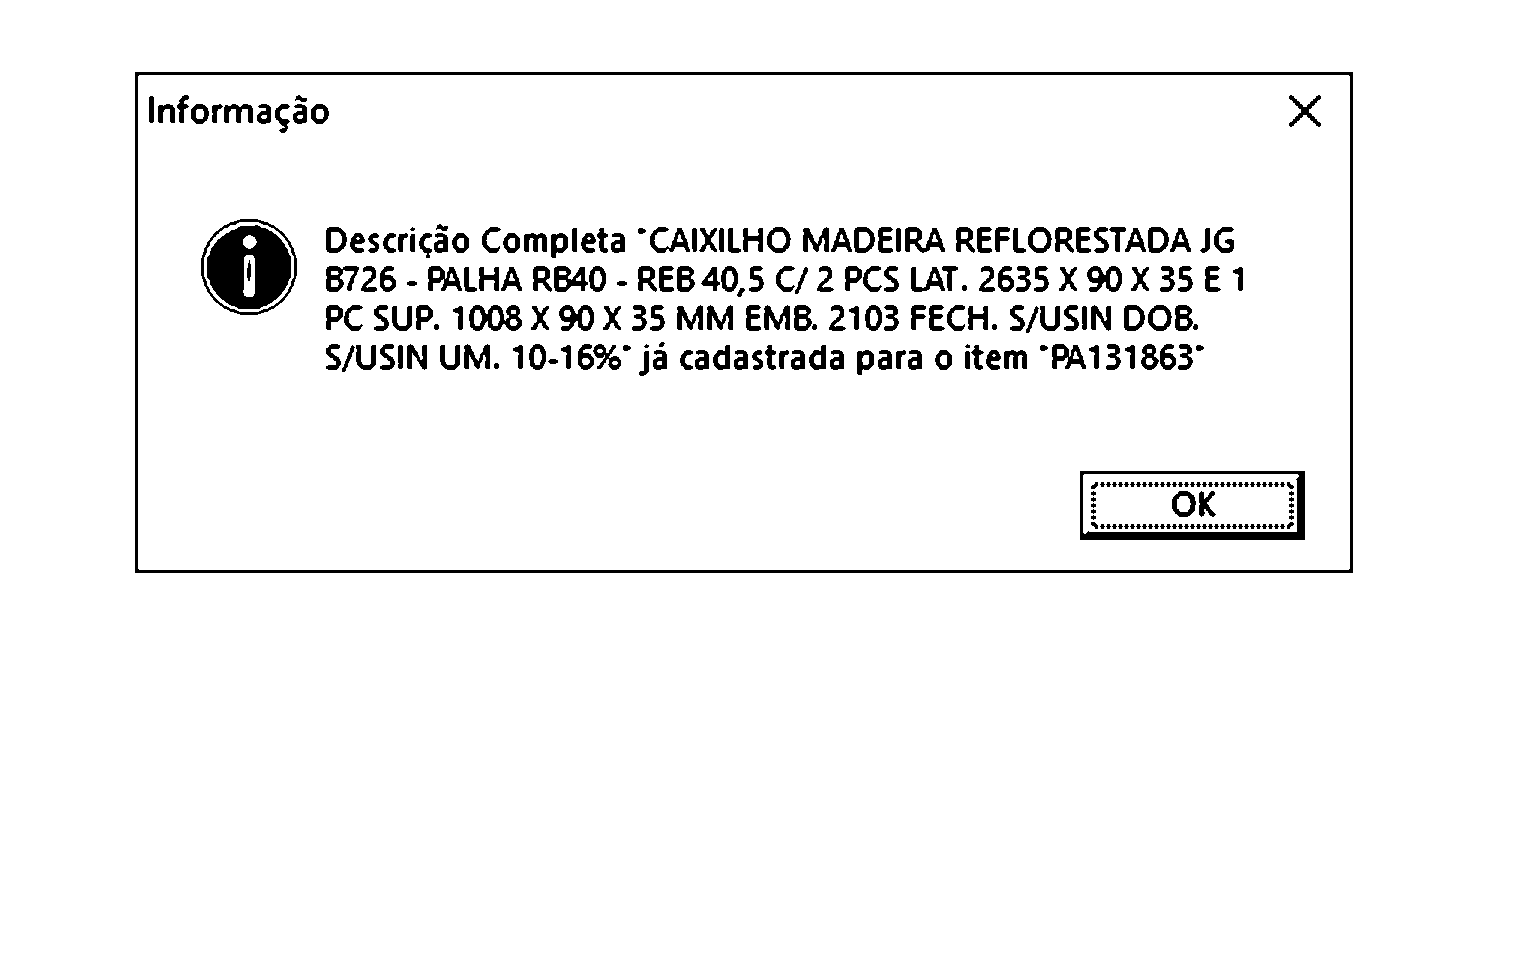 Informação
Descrição Completa "CAIXILHO MADEIRA REFLORESTADA JG
B726 - PALHA RB40 - REB 40,5 C/ 2 PCS LAT. 2635 X 90 X 35 E 1
PC SUP. 1008 X 90 X 35 MM EMB. 2103 FECH. S/USIN DOB.
S/USIN UM. 10-16%" já cadastrada para o item "PA131863"
OK